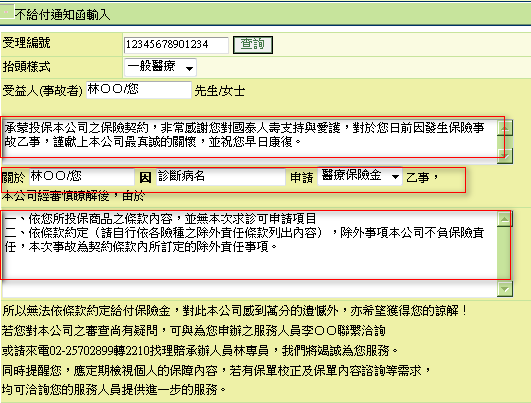 不給付通知函輸入
受理編號 12345678901234 查詢
抬頭樣式 一般醫療
受益人(事故者) 林〇〇/您 先生/女士
承蒙投保本公司之保險契約，非常感謝您對國泰人壽支持與愛護，對於您日前因發生保險事
故乙事，謹獻上本公司最真誠的關懷，並祝您早日康復。
關於 林〇〇/您 因 診斷病名 申請 醫療保險金 乙事，
本公司經審慎瞭解後，由於
一、依您所投保商品之條款內容，並無本次求診可申請項目
二、依條款約定（請自行依各險種之除外責任條款列出內容），除外事項本公司不負保險責
任，本次事故為契約條款內所訂定的除外責任事項。
所以無法依條款約定給付保險金，對此本公司感到萬分的遺憾外，亦希望獲得您的諒解！
若您對本公司之審查尚有疑問，可與為您申辦之服務人員李〇〇聯繫洽詢
或請來電02-25702899轉2210找理賠承辦人員林專員，我們將竭誠為您服務。
同時提醒您，應定期檢視個人的保障內容，若有保單校正及保單內容諮詢等需求，
均可洽詢您的服務人員提供進一步的服務。